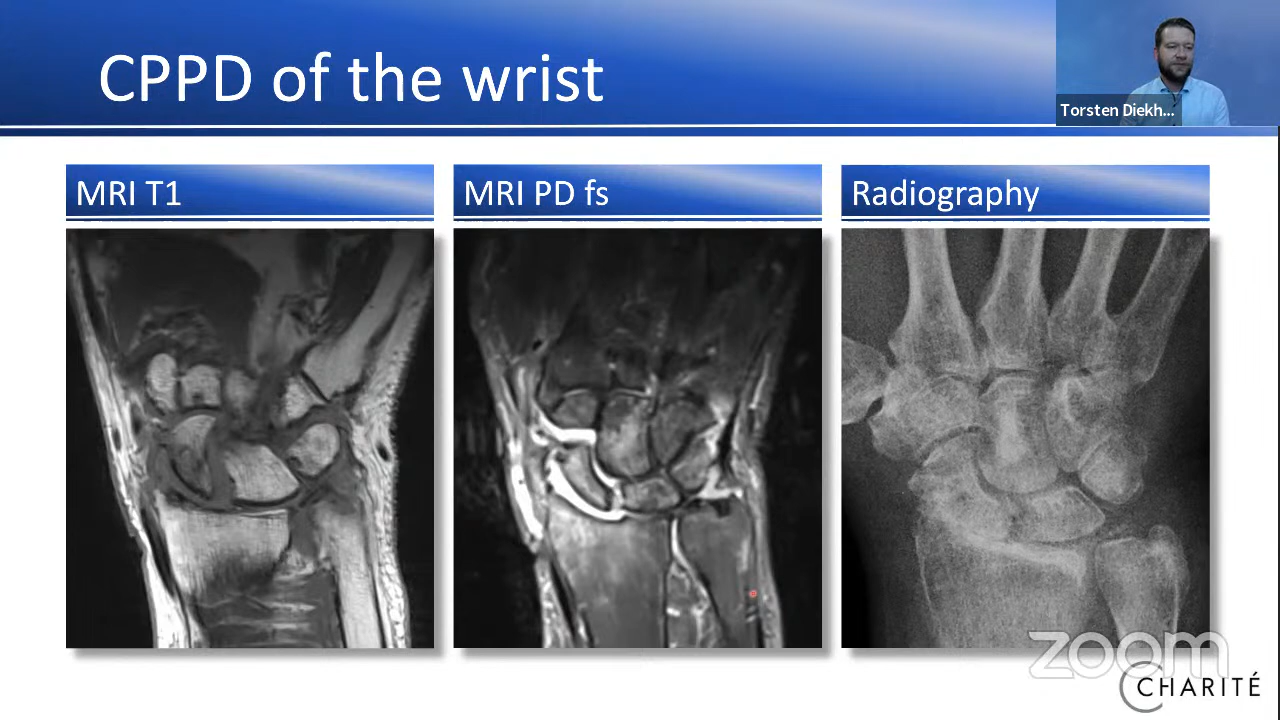 CPPD of the wrist
Torsten Diekh...
MRI T1
MRI PD fs
Radiography
zoom
CHARITÉ